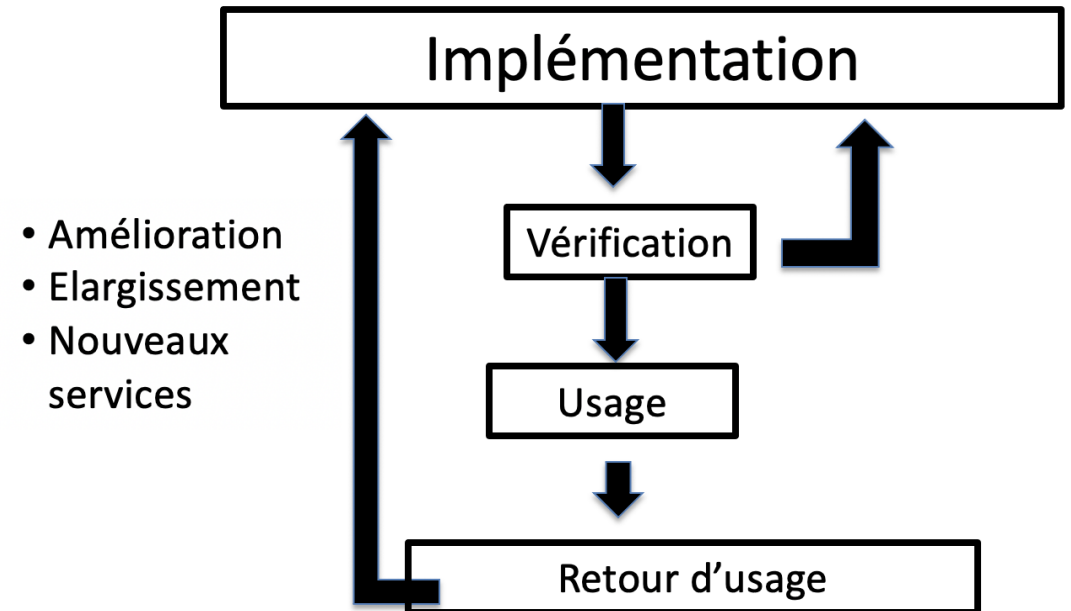 Implémentation
Vérification
• Amélioration
• Elargissement
• Nouveaux
services
Usage
Retour d’usage